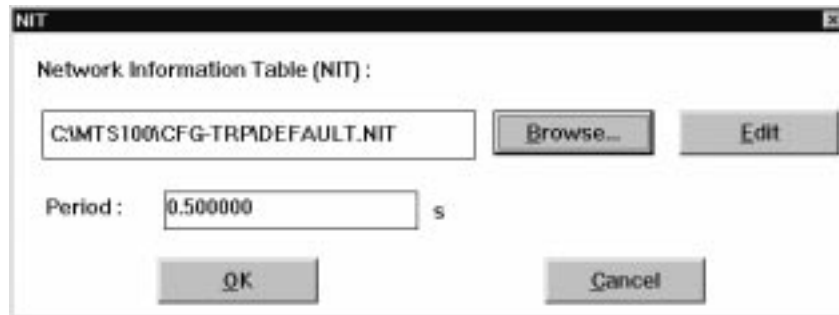 NIT
Network Information Table (NIT) :
C:\MTS100\CFG-TRP\DEFAULT.NIT Browse... Edit
Period : 0.500000 s
OK Cancel